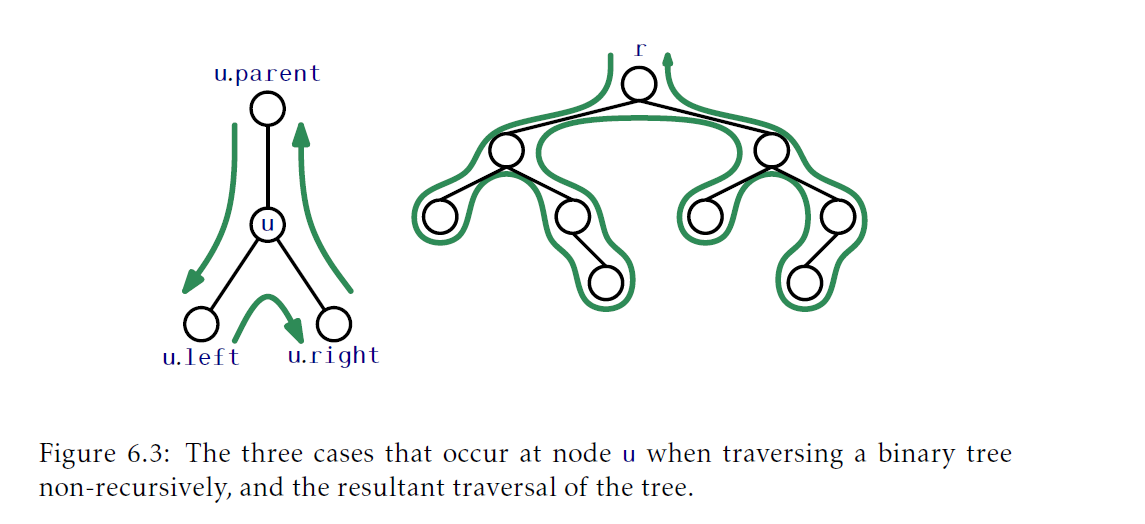 r
u.parent
u
u.left
u.right
Figure 6.3: The three cases that occur at node u when traversing a binary tree
non-recursively, and the resultant traversal of the tree.